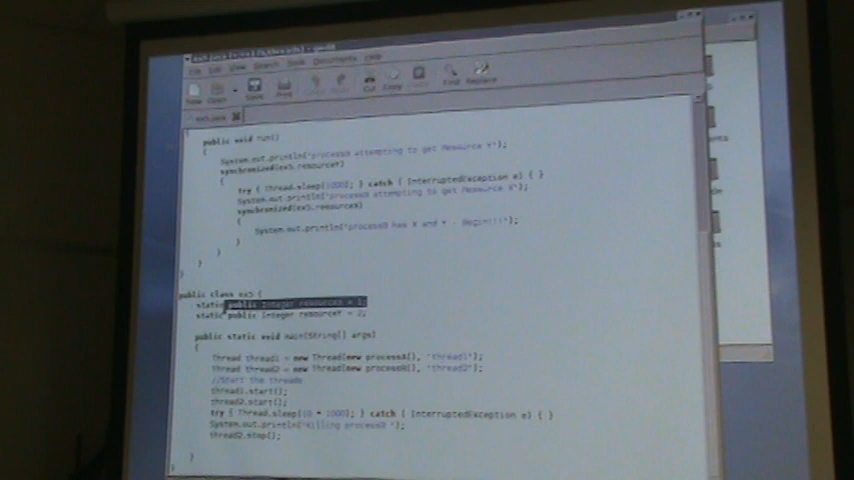 File Edit View Search Tools Documents Help
New Open Save Print Undo Redo Cut Copy Paste Find Replace
ex5.java
{
public void run()
{
System.out.println("processB attempting to get Resource Y");
synchronized(ex5.resourceY)
{
try { Thread.sleep(1000); } catch ( InterruptedException e) { }
System.out.println("processB attempting to get Resource X");
synchronized(ex5.resourceX)
{
System.out.println("processB has X and Y - Begin!!!");
}
}
}
}
public class ex5 {
static public Integer resourceX = 1;
static public Integer resourceY = 2;
public static void main(String[] args)
{
Thread thread1 = new Thread(new processA(), "thread1");
Thread thread2 = new Thread(new processB(), "thread2");
//Start the threads
thread1.start();
thread2.start();
try { Thread.sleep(10 * 1000); } catch ( InterruptedException e) { }
System.out.println("Killing processB ");
thread2.stop();
}
}